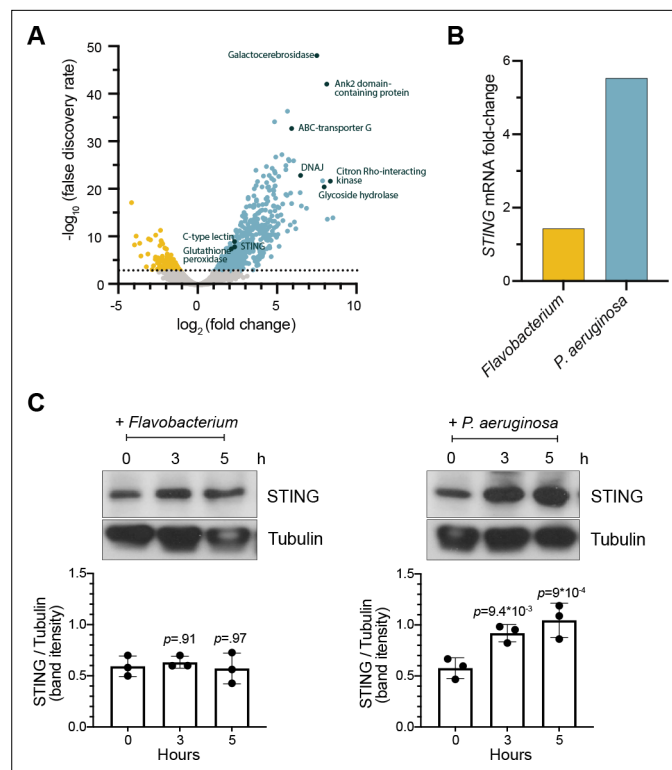 A
50
40
30
20
10
0
-log10 (false discovery rate)
Galactocerebrosidase
Ank2 domain-
containing protein
ABC-transporter G
DNAJ
Citron Rho-interacting
kinase
Glycoside hydrolase
C-type lectin
STING
Glutathione
peroxidase
-5
0
5
10
log2 (fold change)
B
6
4
2
0
STING mRNA fold-change
Flavobacterium
P. aeruginosa
C
+ Flavobacterium
0 3 5 h
STING
Tubulin
1.5
1.0
0.5
0.0
STING / Tubulin
(band itensity)
p=.91
p=.97
0 3 5
Hours
+ P. aeruginosa
0 3 5 h
STING
Tubulin
1.5
1.0
0.5
0.0
STING / Tubulin
(band itensity)
p=9.4*10-3
p=9*10-4
0 3 5
Hours